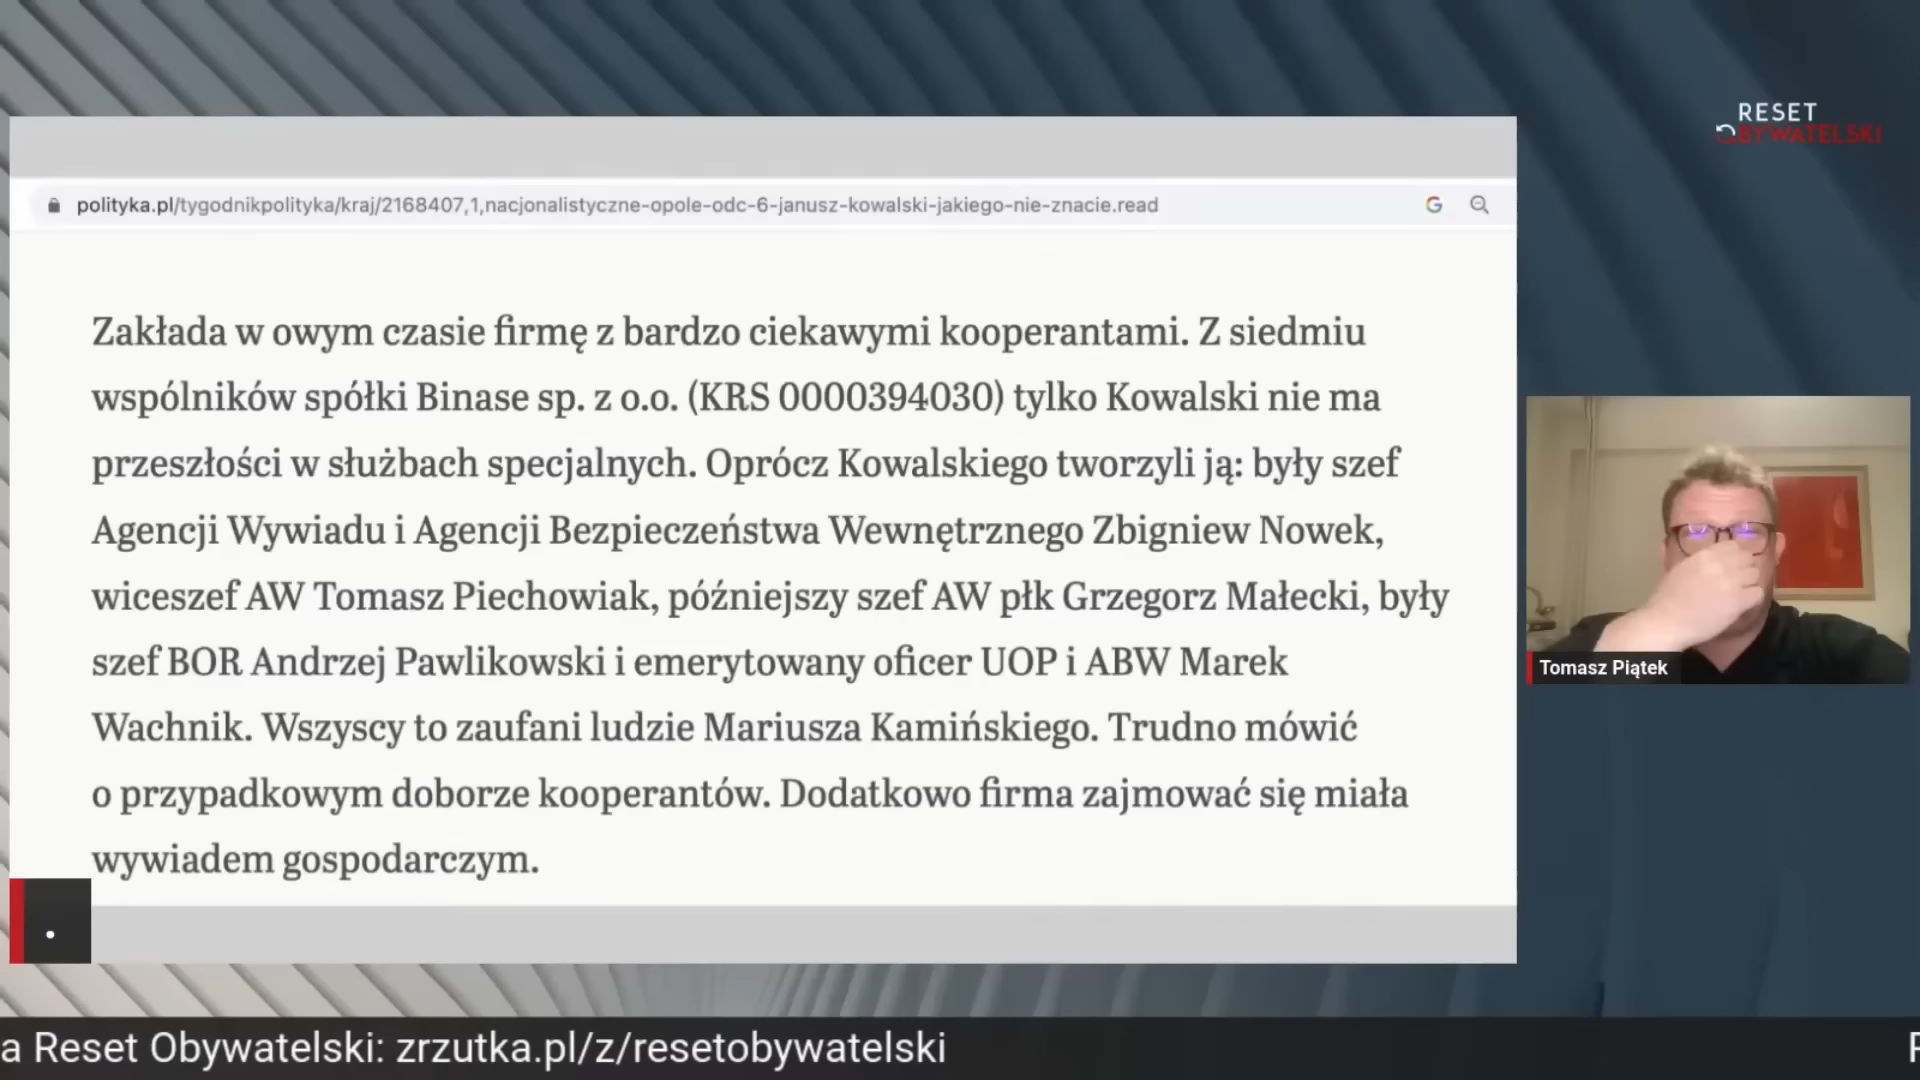 RESET
OBYWATELSKI
polityka.pl/tygodnikpolityka/kraj/2168407,1,nacjonalistyczne-opole-odc-6-janusz-kowalski-jakiego-nie-znacie.read
Zakłada w owym czasie firmę z bardzo ciekawymi kooperantami. Z siedmiu
wspólników spółki Binase sp. z o.o. (KRS 0000394030) tylko Kowalski nie ma
przeszłości w służbach specjalnych. Oprócz Kowalskiego tworzyli ją: były szef
Agencji Wywiadu i Agencji Bezpieczeństwa Wewnętrznego Zbigniew Nowek,
wiceszef AW Tomasz Piechowiak, późniejszy szef AW płk Grzegorz Małecki, były
szef BOR Andrzej Pawlikowski i emerytowany oficer UOP i ABW Marek
Wachnik. Wszyscy to zaufani ludzie Mariusza Kamińskiego. Trudno mówić
o przypadkowym doborze kooperantów. Dodatkowo firma zajmować się miała
wywiadem gospodarczym.
.
Tomasz Piątek
a Reset Obywatelski: zrzutka.pl/z/resetobywatelski